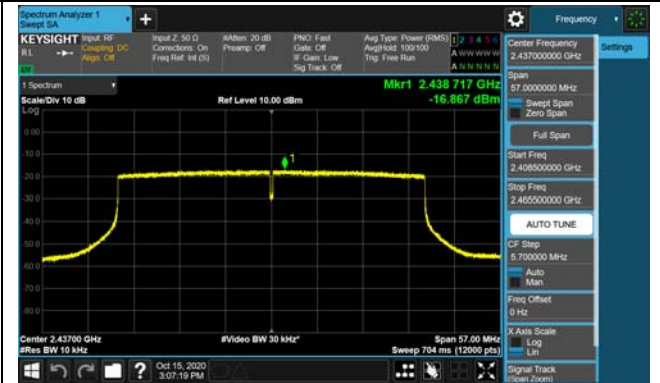 Spectrum Analyzer 1
Swept SA
+
Frequency
KEYSIGHT Input: RF
RL Coupling: DC
Align: Off
Input Z: 50 Ω
Corrections: On
Freq Ref: Int (S)
#Atten: 20 dB
Preamp: Off
PNO: Fast
Gate: Off
IF Gain: Low
Sig Track: Off
Avg Type: Power (RMS)
Avg|Hold: 100/100
Trig: Free Run
1 2 3 4 5 6
A W W W W W
A N N N N N
1 Spectrum
Scale/Div 10 dB
Log
Ref Level 10.00 dBm
Mkr1 2.438 717 GHz
-16.867 dBm
0.00
-10.0
-20.0
-30.0
-40.0
-50.0
-60.0
-70.0
-80.0
1
Center 2.43700 GHz
#Res BW 10 kHz
#Video BW 30 kHz*
Span 57.00 MHz
Sweep 704 ms (12000 pts)
Oct 15, 2020
3:07:19 PM
Center Frequency
2.437000000 GHz
Settings
Span
57.0000000 MHz
Swept Span
Zero Span
Full Span
Start Freq
2.408500000 GHz
Stop Freq
2.465500000 GHz
AUTO TUNE
CF Step
5.700000 MHz
Auto
Man
Freq Offset
0 Hz
X Axis Scale
Log
Lin
Signal Track
(Span Zoom)